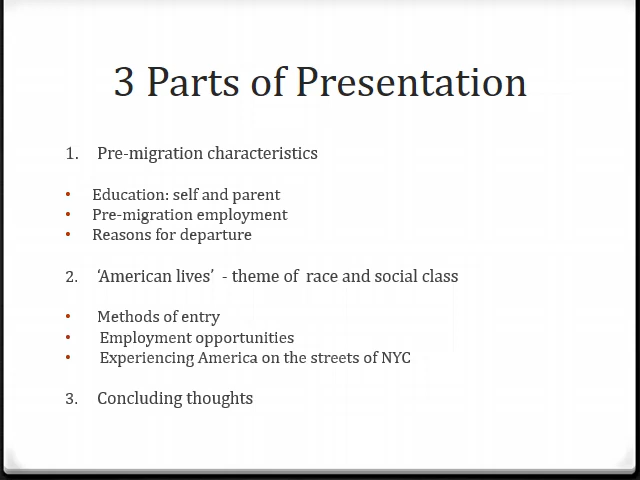 3 Parts of Presentation
1. Pre-migration characteristics
• Education: self and parent
• Pre-migration employment
• Reasons for departure
2. ‘American lives’ - theme of race and social class
• Methods of entry
• Employment opportunities
• Experiencing America on the streets of NYC
3. Concluding thoughts